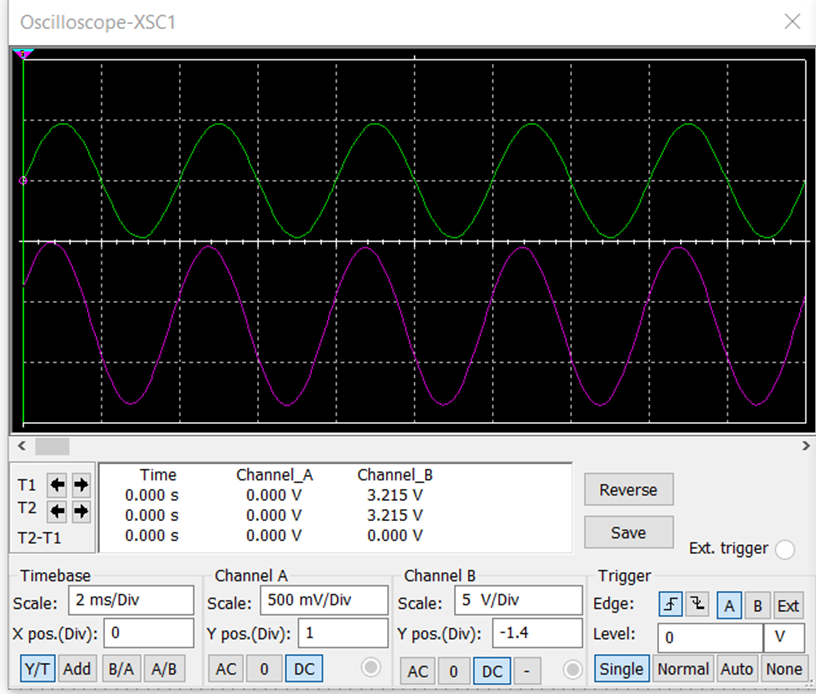 Oscilloscope-XSC1
Time Channel_A Channel_B
T1 0.000 s 0.000 V 3.215 V
T2 0.000 s 0.000 V 3.215 V
T2-T1 0.000 s 0.000 V 0.000 V
Reverse
Save
Ext. trigger
Timebase
Scale: 2 ms/Div
X pos.(Div): 0
Y/T Add B/A A/B
Channel A
Scale: 500 mV/Div
Y pos.(Div): 1
AC 0 DC
Channel B
Scale: 5 V/Div
Y pos.(Div): -1.4
AC 0 DC -
Trigger
Edge: A B Ext
Level: 0 V
Single Normal Auto None